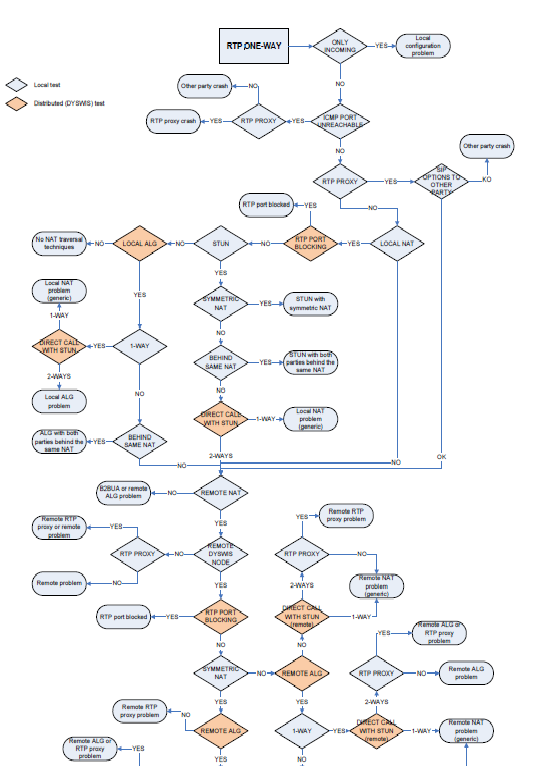 RTP ONE-WAY
ONLY
INCOMING
YES
Local
configuration
problem
NO
Local test
Distributed (DYSWIS) test
Other party crash
NO
ICMP PORT
UNREACHABLE
YES
RTP PROXY
YES
RTP proxy crash
NO
RTP PROXY
YES
SIP
OPTIONS TO
OTHER
PARTY
KO
Other party crash
NO
RTP port blocked
YES
No NAT traversal
techniques
NO
LOCAL ALG
NO
STUN
NO
RTP PORT
BLOCKING
YES
LOCAL NAT
YES
YES
Local NAT
problem
(generic)
1-WAY
SYMMETRIC
NAT
YES
STUN with
symmetric NAT
NO
DIRECT CALL
WITH STUN
YES
1-WAY
BEHIND
SAME NAT
YES
STUN with both
parties behind the
same NAT
2-WAYS
NO
NO
Local ALG
problem
DIRECT CALL
WITH STUN
1-WAY
Local NAT
problem
(generic)
ALG with both
parties behind the
same NAT
YES
BEHIND
SAME NAT
2-WAYS
OK
NO
NO
B2BUA or remote
ALG problem
NO
REMOTE NAT
YES
Remote RTP
proxy problem
YES
Remote RTP
proxy or remote
problem
YES
RTP PROXY
NO
REMOTE
DYSWIS
NODE
RTP PROXY
NO
Remote problem
NO
YES
2-WAYS
Remote NAT
problem
(generic)
RTP port blocked
YES
RTP PORT
BLOCKING
DIRECT CALL
WITH STUN
(remote)
1-WAY
YES
Remote ALG or
RTP proxy
problem
YES
NO
SYMMETRIC
NAT
NO
REMOTE ALG
RTP PROXY
NO
Remote ALG
problem
YES
YES
2-WAYS
Remote RTP
proxy problem
NO
REMOTE ALG
1-WAY
YES
DIRECT CALL
WITH STUN
(remote)
1-WAY
Remote NAT
problem
(generic)
Remote ALG or
RTP proxy
problem
YES
YES
NO